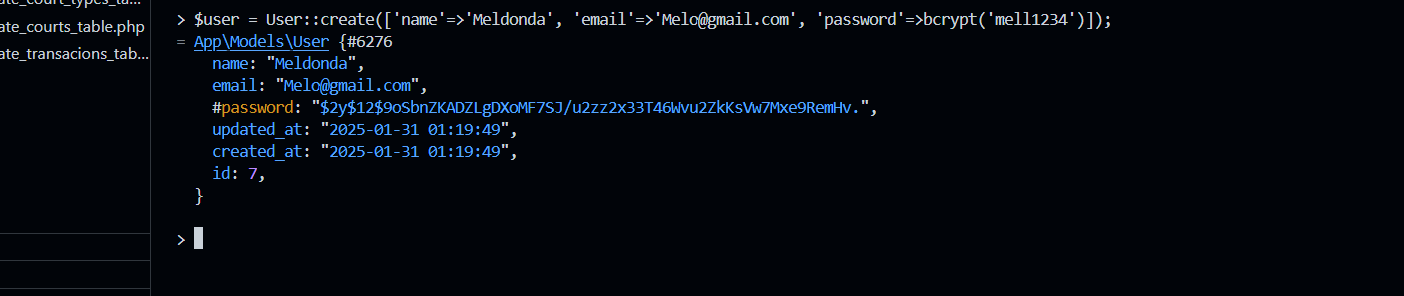 ate_court_types_ta...
ate_courts_table.php
ate_transacions_tab...
> $user = User::create(['name'=>'Meldonda', 'email'=>'Melo@gmail.com', 'password'=>bcrypt('mell1234')]);
= App\Models\User {#6276
name: "Meldonda",
email: "Melo@gmail.com",
#password: "$2y$12$9oSbnZKADZLgDXoMF7SJ/u2zz2x33T46Wvu2ZkKsVw7Mxe9RemHv.",
updated_at: "2025-01-31 01:19:49",
created_at: "2025-01-31 01:19:49",
id: 7,
}
>